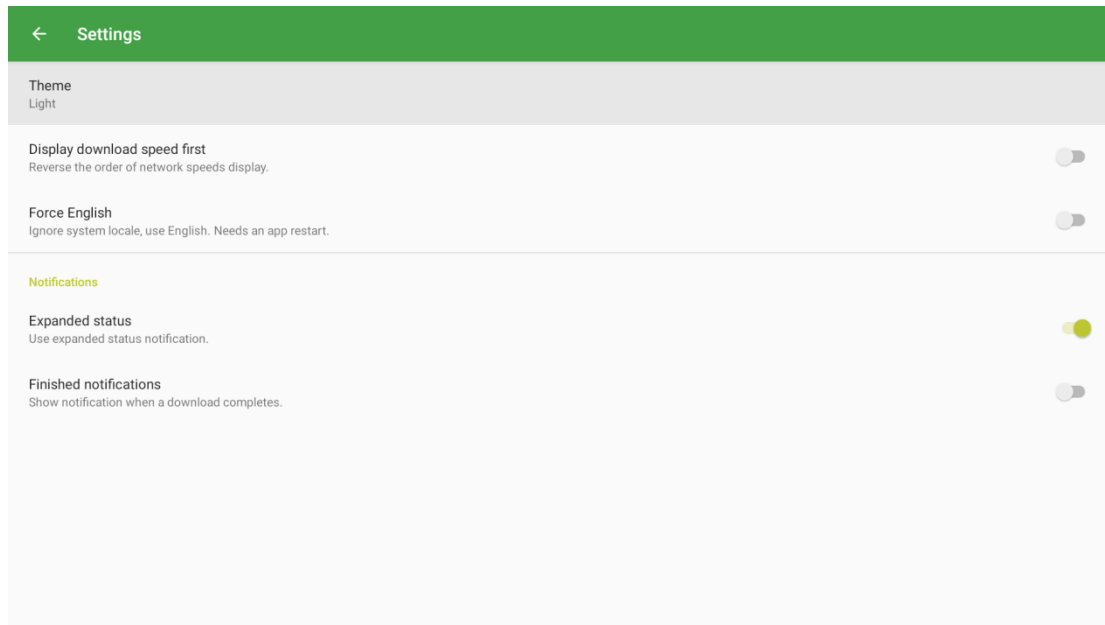 Settings
Theme
Light
Display download speed first
Reverse the order of network speeds display.
Force English
Ignore system locale, use English. Needs an app restart.
Notifications
Expanded status
Use expanded status notification.
Finished notifications
Show notification when a download completes.